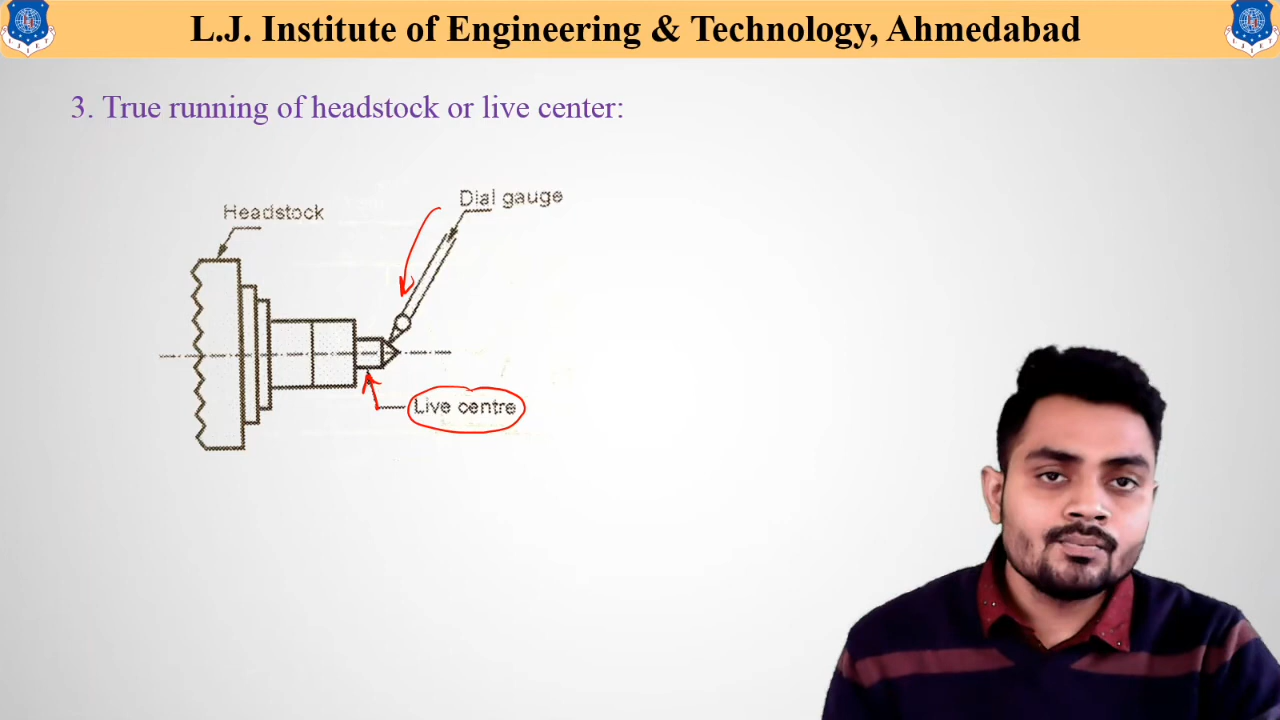 L.J. Institute of Engineering & Technology, Ahmedabad
3. True running of headstock or live center:
Dial gauge
Headstock
Live centre